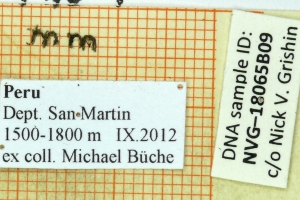 mm
Peru
Dept. San Martin
1500-1800 m IX.2012
ex coll. Michael Büche
DNA sample ID:
NVG-18065B09
c/o Nick V. Grishin